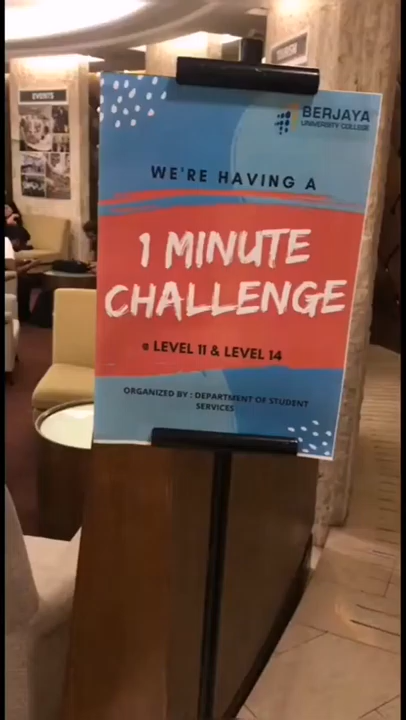 TOURISM
EVENTS
BERJAYA
UNIVERSITY COLLEGE
WE'RE HAVING A
1 MINUTE
CHALLENGE
@ LEVEL 11 & LEVEL 14
ORGANIZED BY : DEPARTMENT OF STUDENT
SERVICES